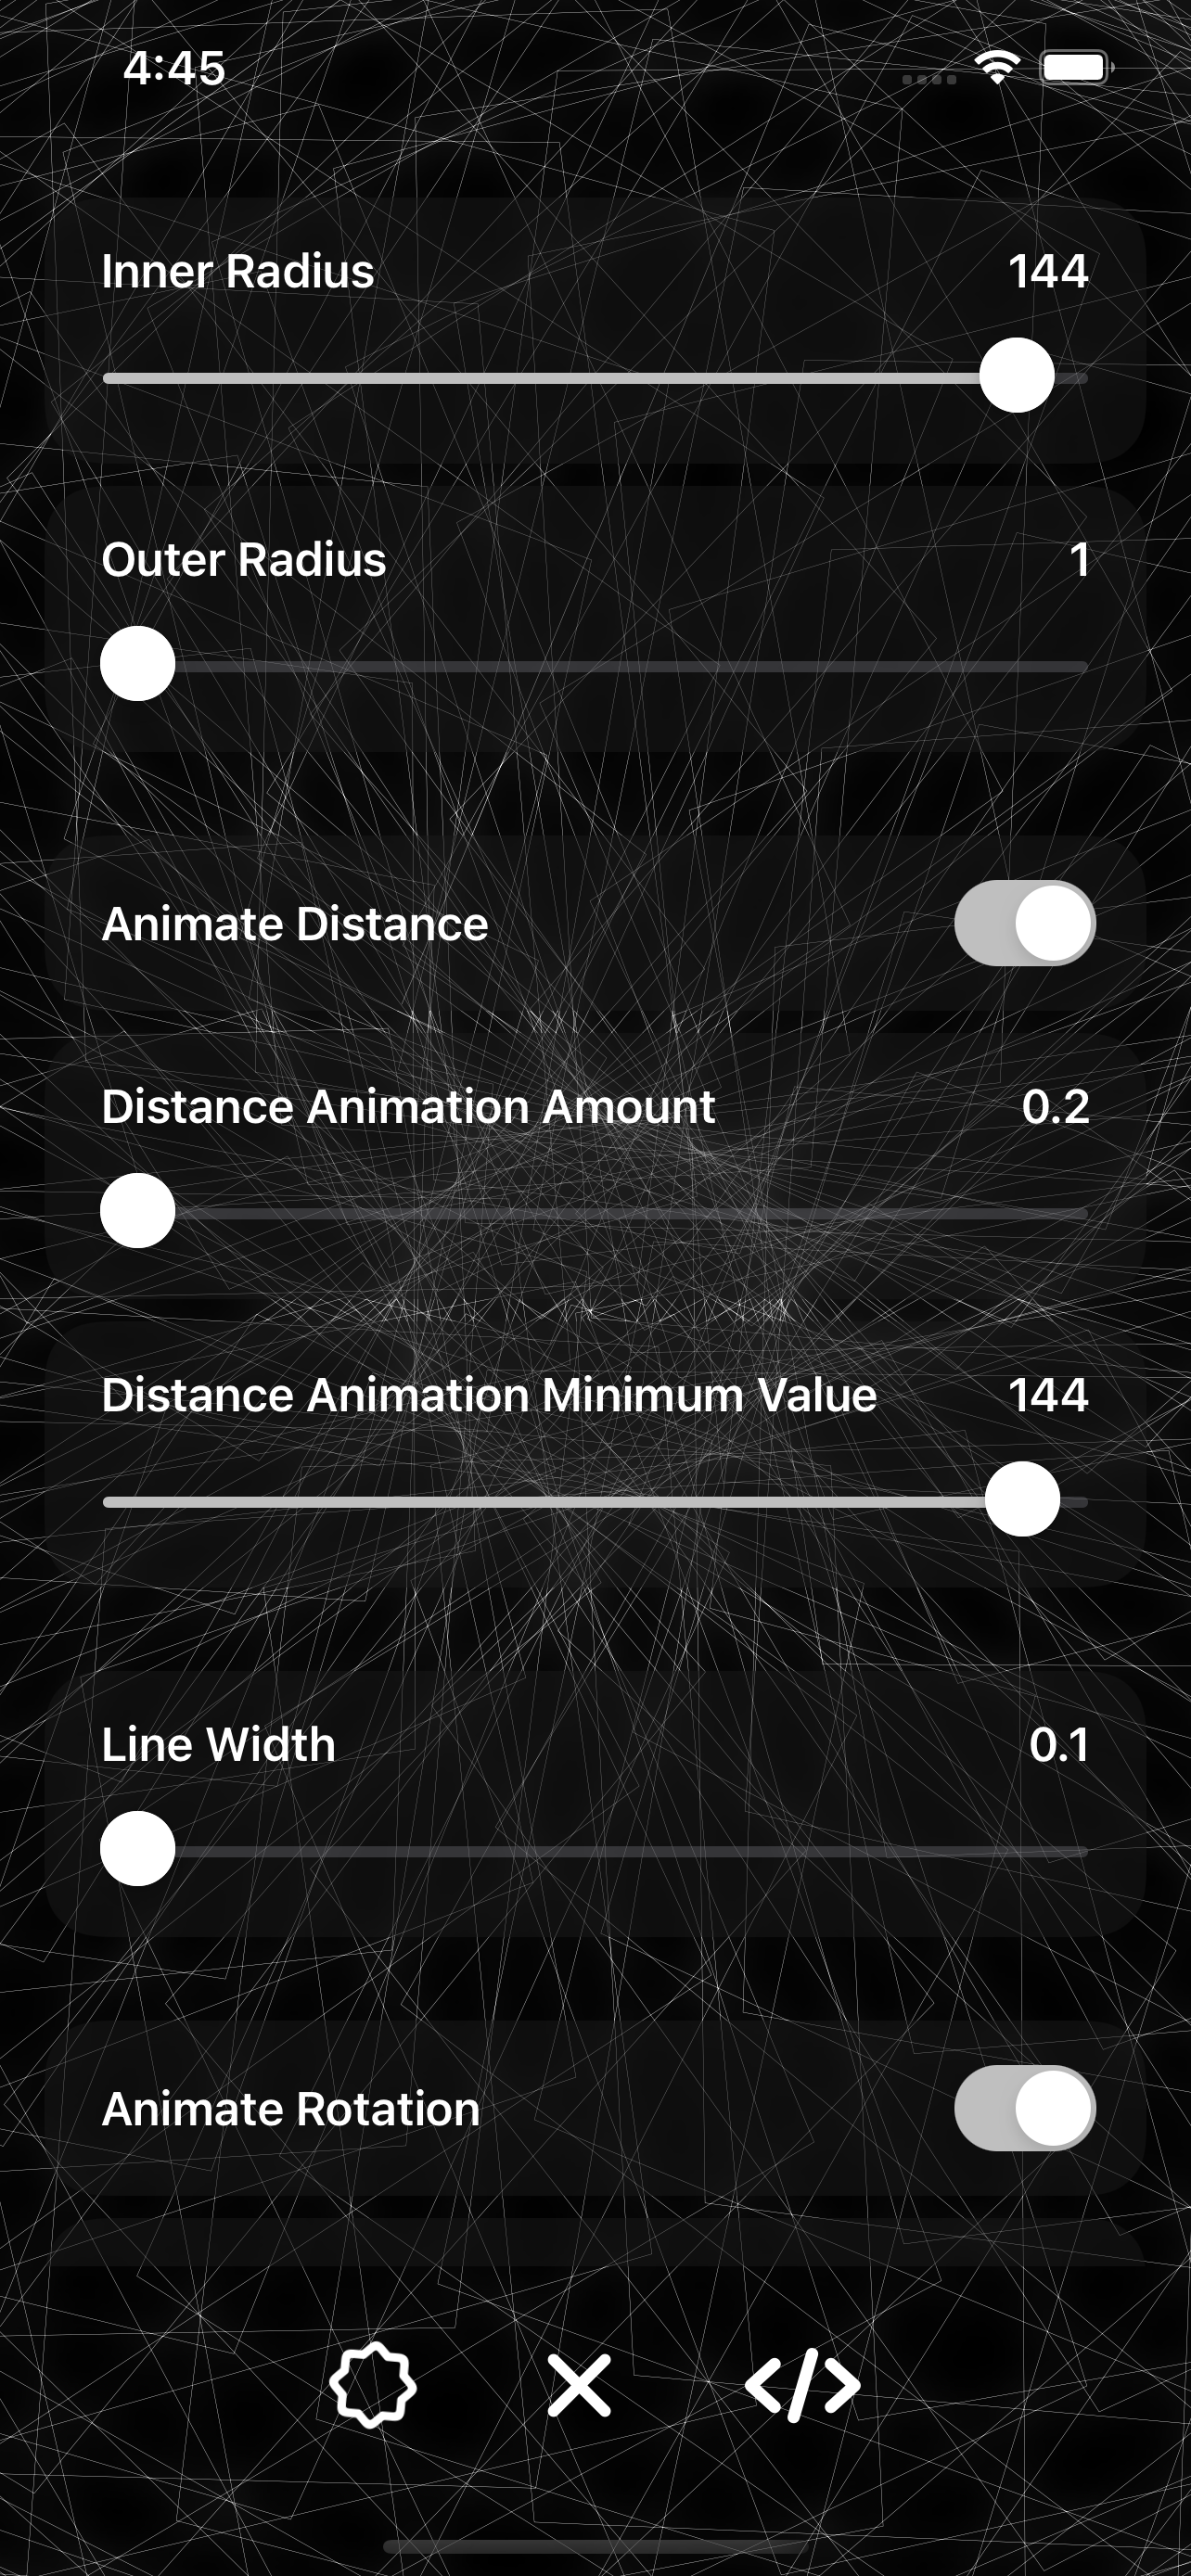 4:45
Inner Radius 144
Outer Radius 1
Animate Distance
Distance Animation Amount 0.2
Distance Animation Minimum Value 144
Line Width 0.1
Animate Rotation